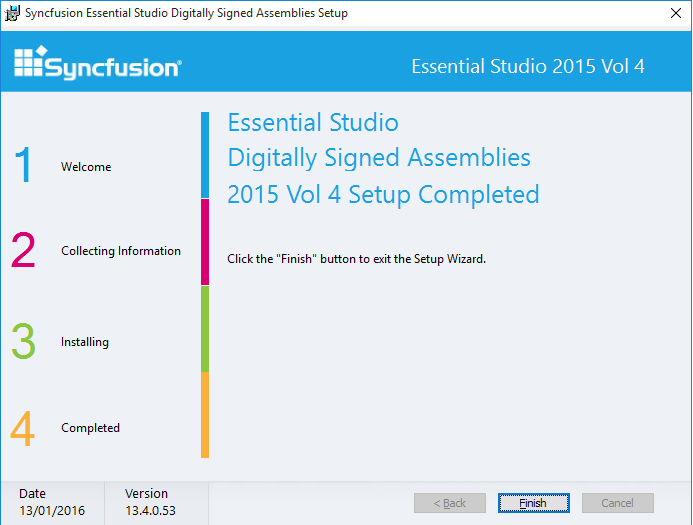 Syncfusion Essential Studio Digitally Signed Assemblies Setup
Syncfusion®
Essential Studio 2015 Vol 4
1 Welcome
2 Collecting Information
3 Installing
4 Completed
Essential Studio
Digitally Signed Assemblies
2015 Vol 4 Setup Completed
Click the "Finish" button to exit the Setup Wizard.
Date
13/01/2016
Version
13.4.0.53
< Back
Finish
Cancel